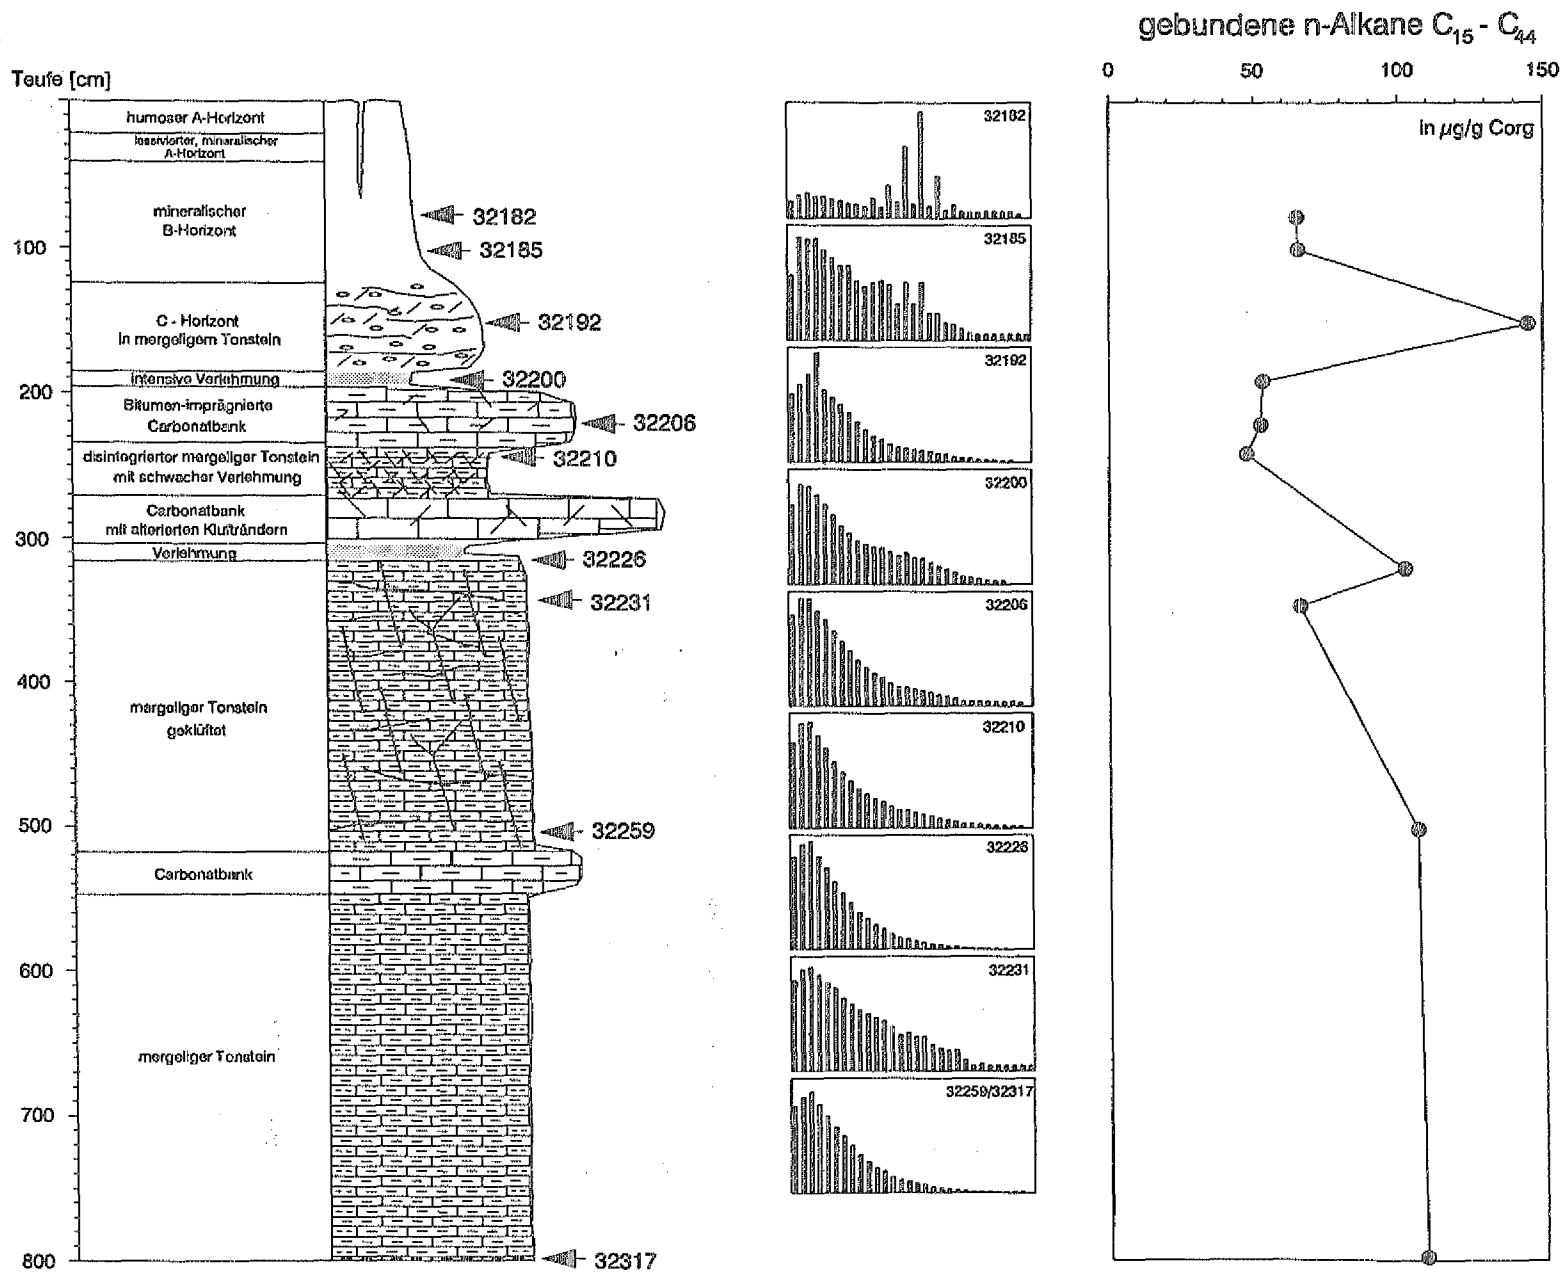 gebundene n-Alkane C15 - C44
Teufe [cm]
0 50 100 150
in µg/g Corg
humoser A-Horizont
lessivierter, mineralischer
A-Horizont
mineralischer
B-Horizont
100
C - Horizont
in mergeligem Tonstein
intensive Verlehmung
200
Bitumen-imprägnierte
Carbonatbank
disintegrierter mergeliger Tonstein
mit schwacher Verlehmung
Carbonatbank
mit alterierten Klufträndern
300
Verlehmung
400
mergeliger Tonstein
geklüftet
500
Carbonatbank
600
mergeliger Tonstein
700
800
32182
32185
32192
32200
32206
32210
32226
32231
32259
32317
32182
32185
32192
32200
32206
32210
32226
32231
32259/32317